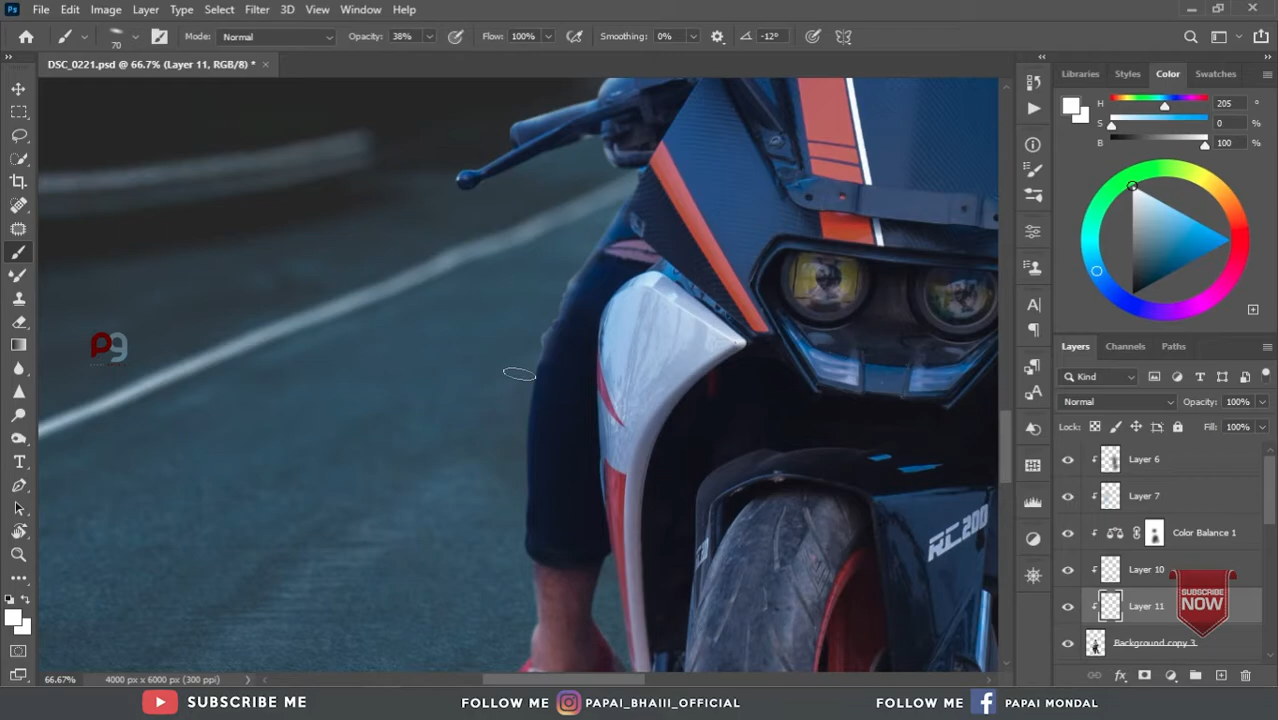 Ps File Edit Image Layer Type Select Filter 3D View Window Help
70 Mode: Normal Opacity: 38% Flow: 100% Smoothing: 0% -12°
DSC_0221.psd @ 66.7% (Layer 11, RGB/8) * ×
Libraries Styles Color Swatches
H 205 °
S 0 %
B 100 %
Layers Channels Paths
Kind
Normal Opacity: 100%
Lock: Fill: 100%
Layer 6
Layer 7
Color Balance 1
Layer 10
Layer 11
Background copy 3
SUBSCRIBE
NOW
pg
RC 200
66.67% 4000 px x 6000 px (300 ppi)
SUBSCRIBE ME FOLLOW ME PAPAI_BHAIII_OFFICIAL FOLLOW ME PAPAI MONDAL